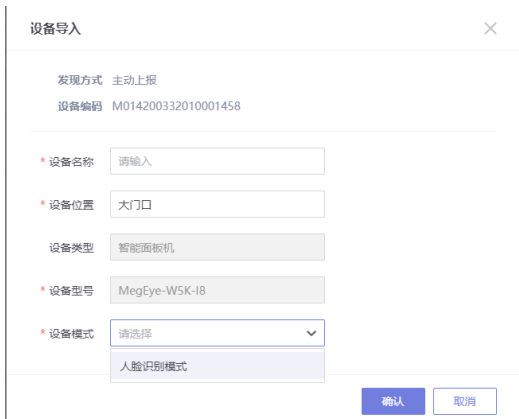 设备导入
发现方式 主动上报
设备编码 M014200332010001458
* 设备名称 请输入
* 设备位置 大门口
设备类型 智能面板机
* 设备型号 MegEye-W5K-I8
* 设备模式 请选择
人脸识别模式
确认 取消